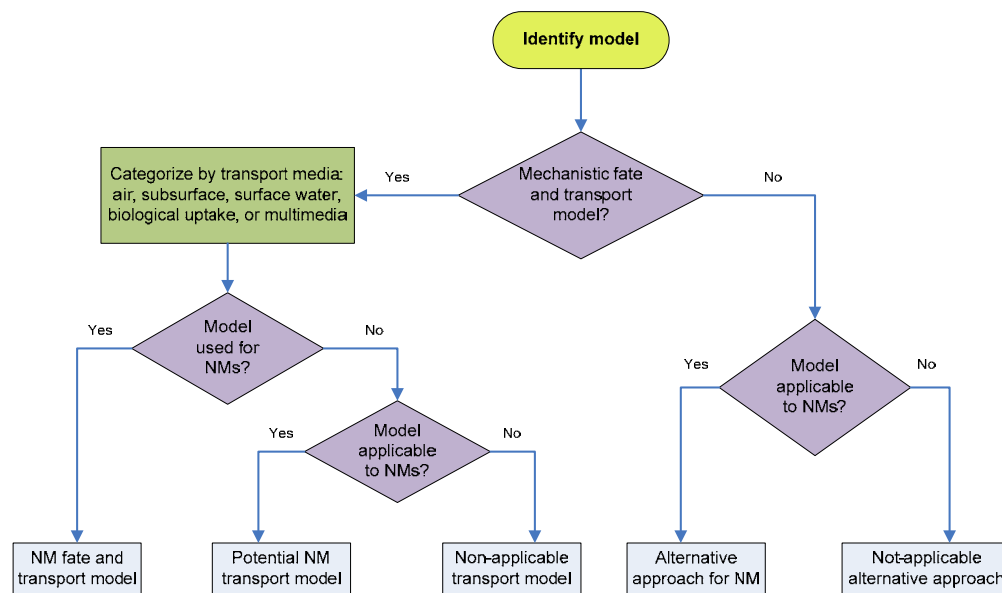 Identify model
Mechanistic fate
and transport
model?
Yes
No
Categorize by transport media:
air, subsurface, surface water,
biological uptake, or multimedia
Model
used for
NMs?
Yes
No
Model
applicable
to NMs?
Yes
No
Model
applicable
to NMs?
Yes
No
NM fate and
transport model
Potential NM
transport model
Non-applicable
transport model
Alternative
approach for NM
Not-applicable
alternative approach